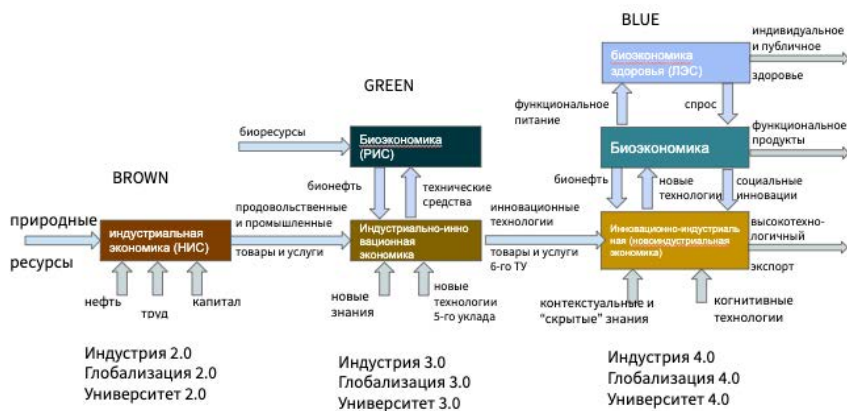 BROWN
природные
ресурсы
индустриальная
экономика (НИС)
нефть
труд
капитал
Индустрия 2.0
Глобализация 2.0
Университет 2.0
продовольственные
и промышленные
товары и услуги
GREEN
биоресурсы
Биоэкономика
(РИС)
бионефть
технические
средства
Индустриально-инно
вационная
экономика
новые
знания
новые
технологии
5-го уклада
Индустрия 3.0
Глобализация 3.0
Университет 3.0
инновационные
технологии
товары и услуги
6-го ТУ
BLUE
биоэкономика
здоровья (ЛЭС)
индивидуальное
и публичное
здоровье
функциональное
питание
спрос
Биоэкономика
функциональные
продукты
бионефть
новые
технологии
социальные
инновации
Инновационно-индустриаль
ная (новоиндустриальная
экономика)
высокотехно-
логичный
экспорт
контекстуальные и
“скрытые” знания
когнитивные
технологии
Индустрия 4.0
Глобализация 4.0
Университет 4.0